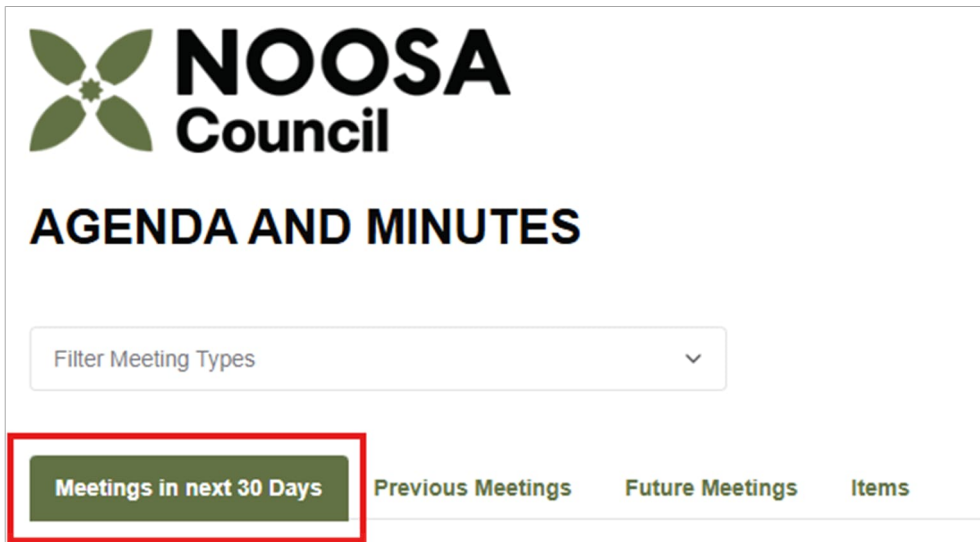 NOOSA
Council
AGENDA AND MINUTES
Filter Meeting Types
Meetings in next 30 Days Previous Meetings Future Meetings Items